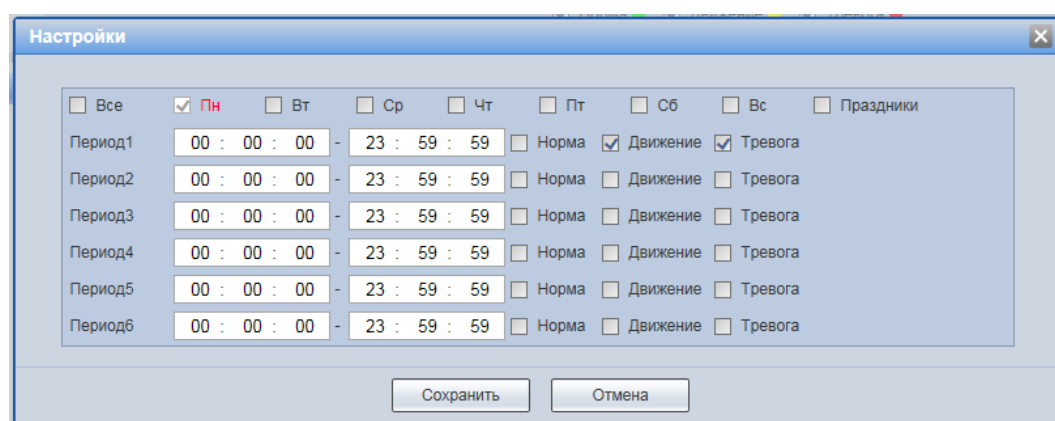 Настройки
Все Пн Вт Ср Чт Пт Сб Вс Праздники
Период1 00 : 00 : 00 - 23 : 59 : 59 Норма Движение Тревога
Период2 00 : 00 : 00 - 23 : 59 : 59 Норма Движение Тревога
Период3 00 : 00 : 00 - 23 : 59 : 59 Норма Движение Тревога
Период4 00 : 00 : 00 - 23 : 59 : 59 Норма Движение Тревога
Период5 00 : 00 : 00 - 23 : 59 : 59 Норма Движение Тревога
Период6 00 : 00 : 00 - 23 : 59 : 59 Норма Движение Тревога
Сохранить Отмена